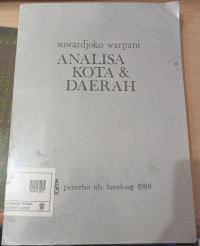 suwardjoko warpani
ANALISA
KOTA &
DAERAH
penerbit itb, bandung 1980